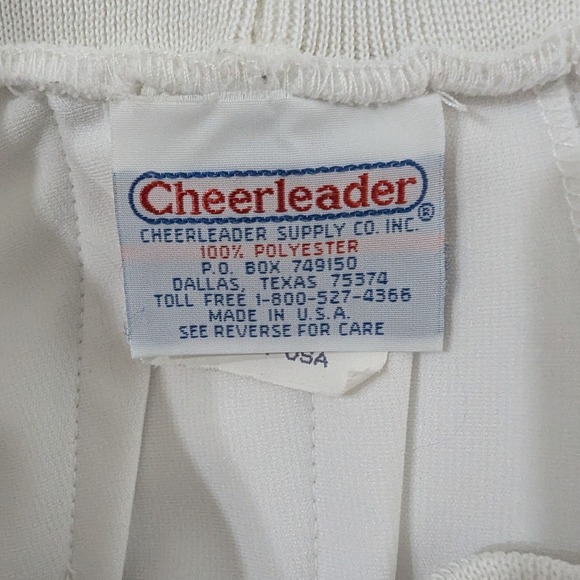 Cheerleader®
CHEERLEADER SUPPLY CO. INC.
100% POLYESTER
P.O. BOX 749150
DALLAS, TEXAS 75374
TOLL FREE 1-800-527-4366
MADE IN U.S.A.
SEE REVERSE FOR CARE
USA